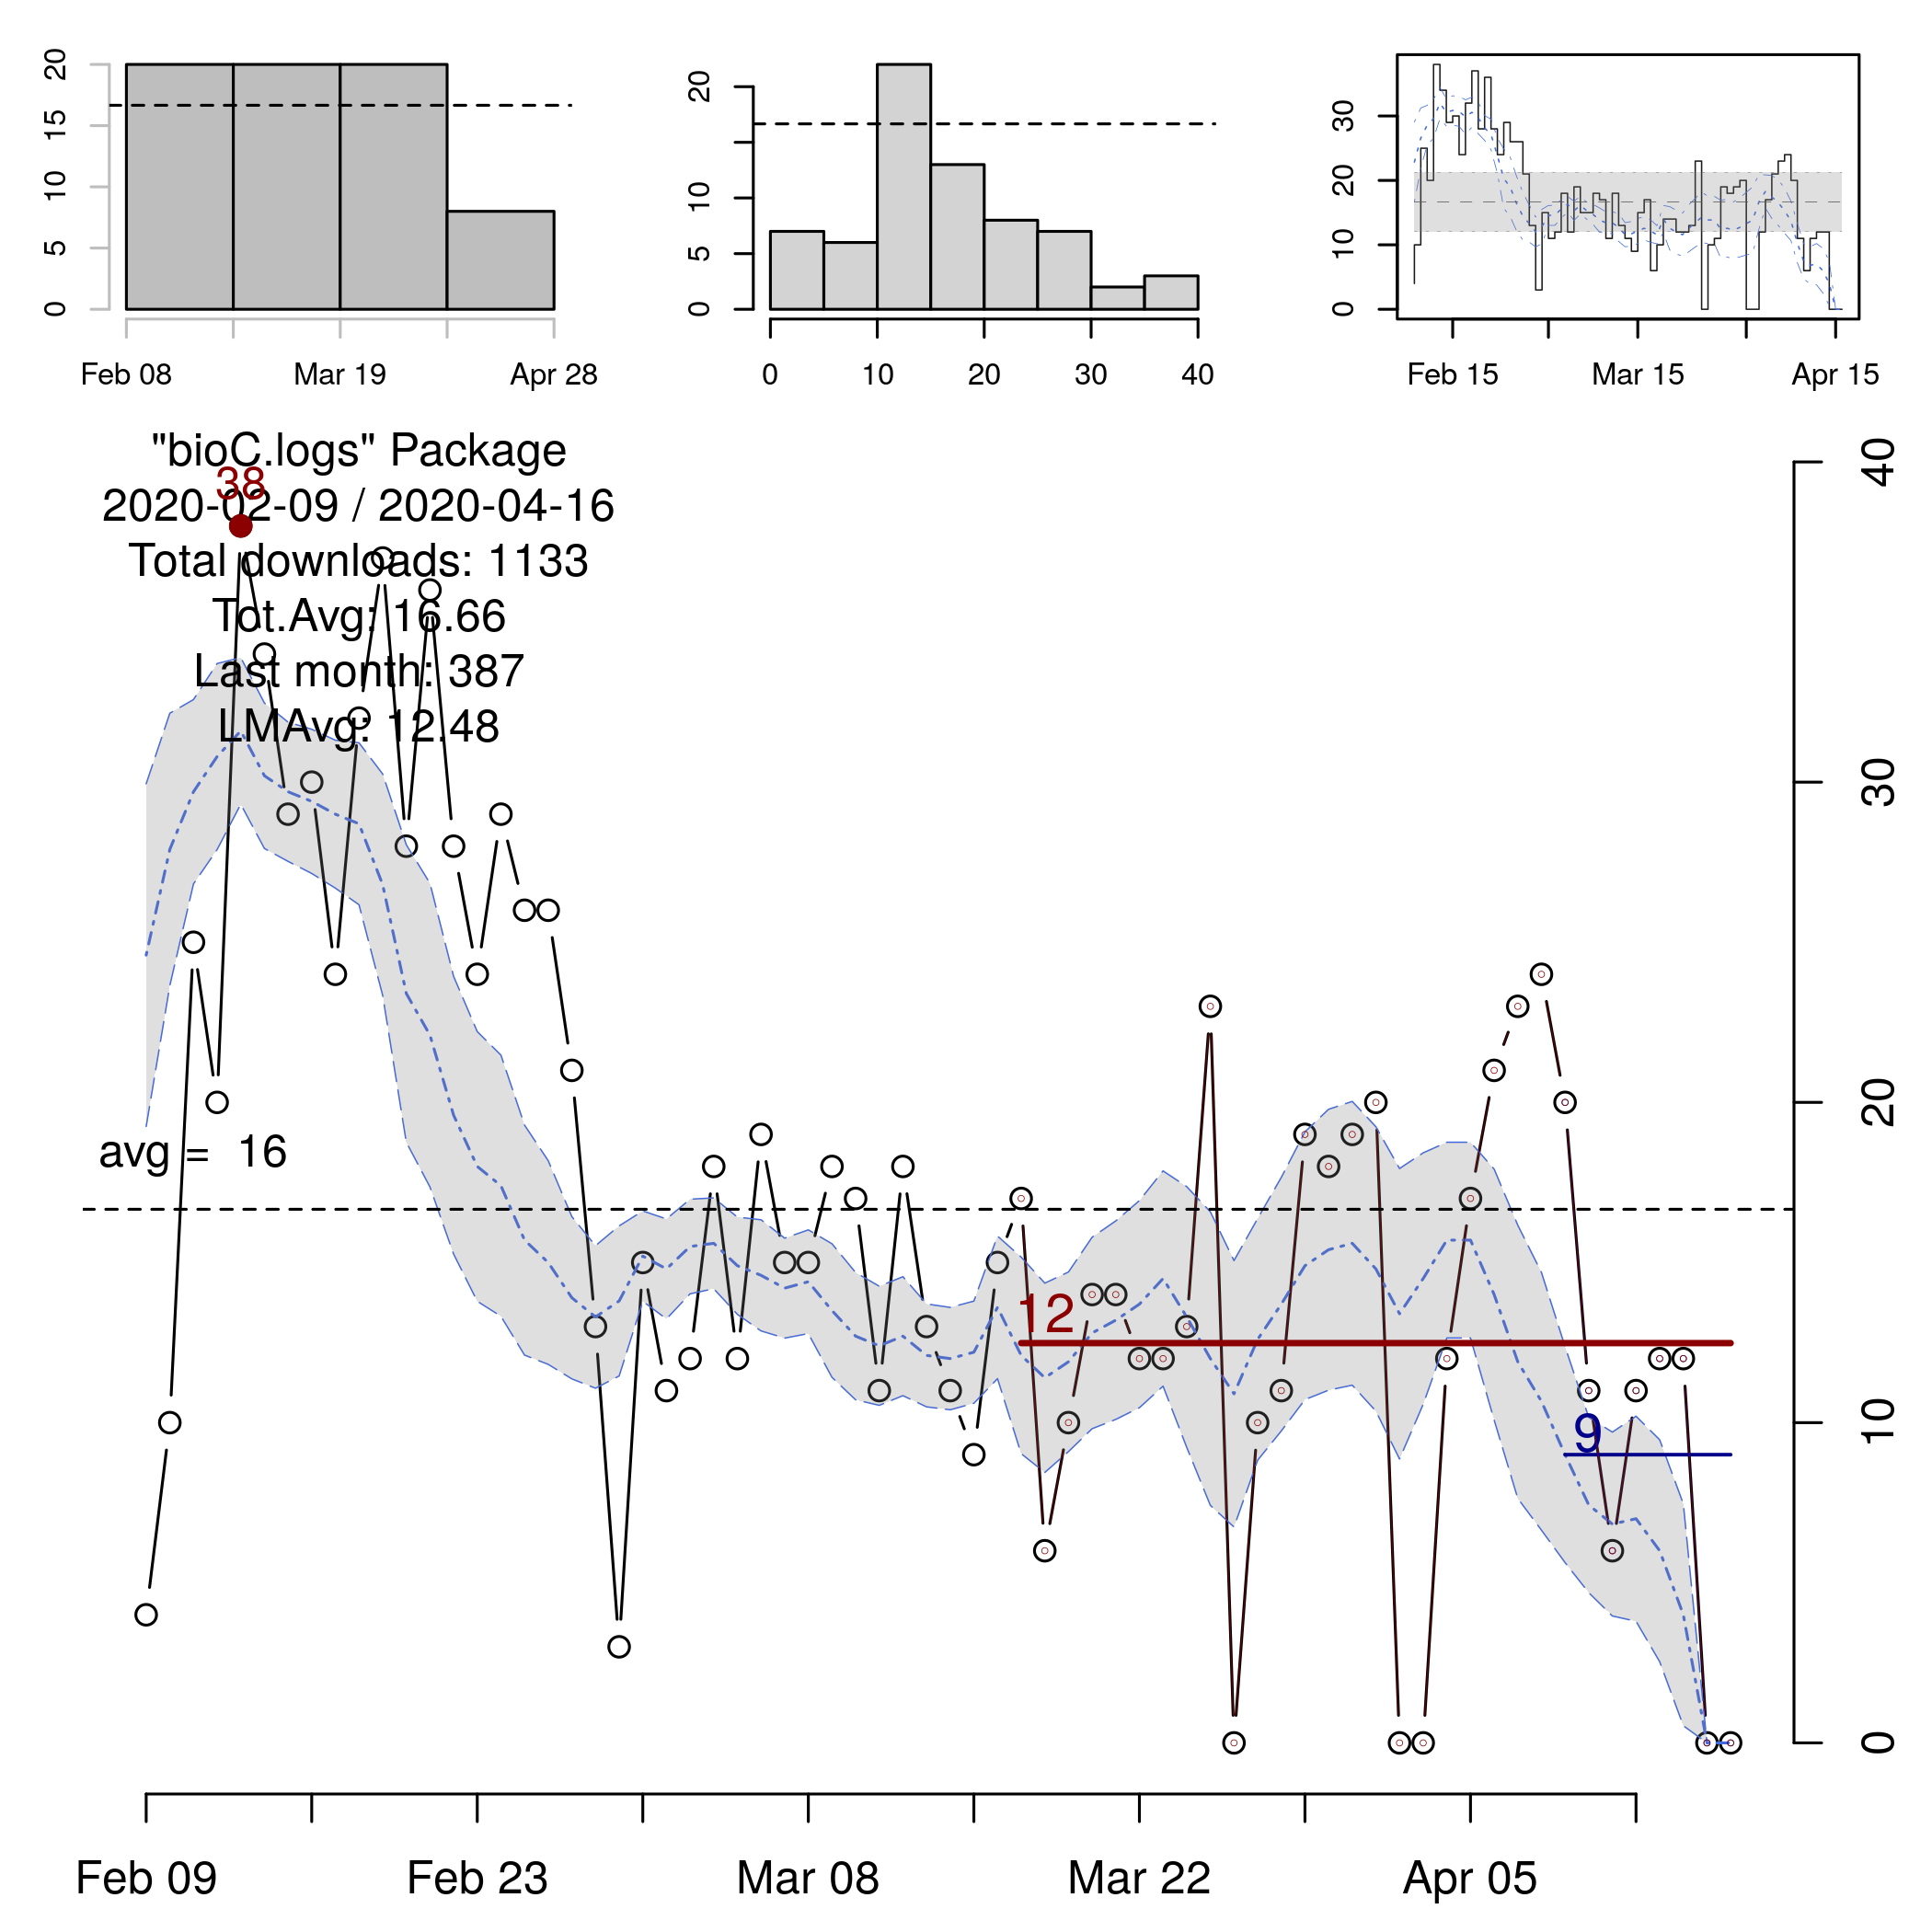 20
15
10
5
0
Feb 08 Mar 19 Apr 28
20
10
5
0
0 10 20 30 40
30
20
10
0
Feb 15 Mar 15 Apr 15
"bioC.logs" Package
38
2020-02-09 / 2020-04-16
Total downloads: 1133
Tot.Avg: 16.66
Last month: 387
LMAvg: 12.48
avg = 16
12
9
40
30
20
10
0
Feb 09 Feb 23 Mar 08 Mar 22 Apr 05